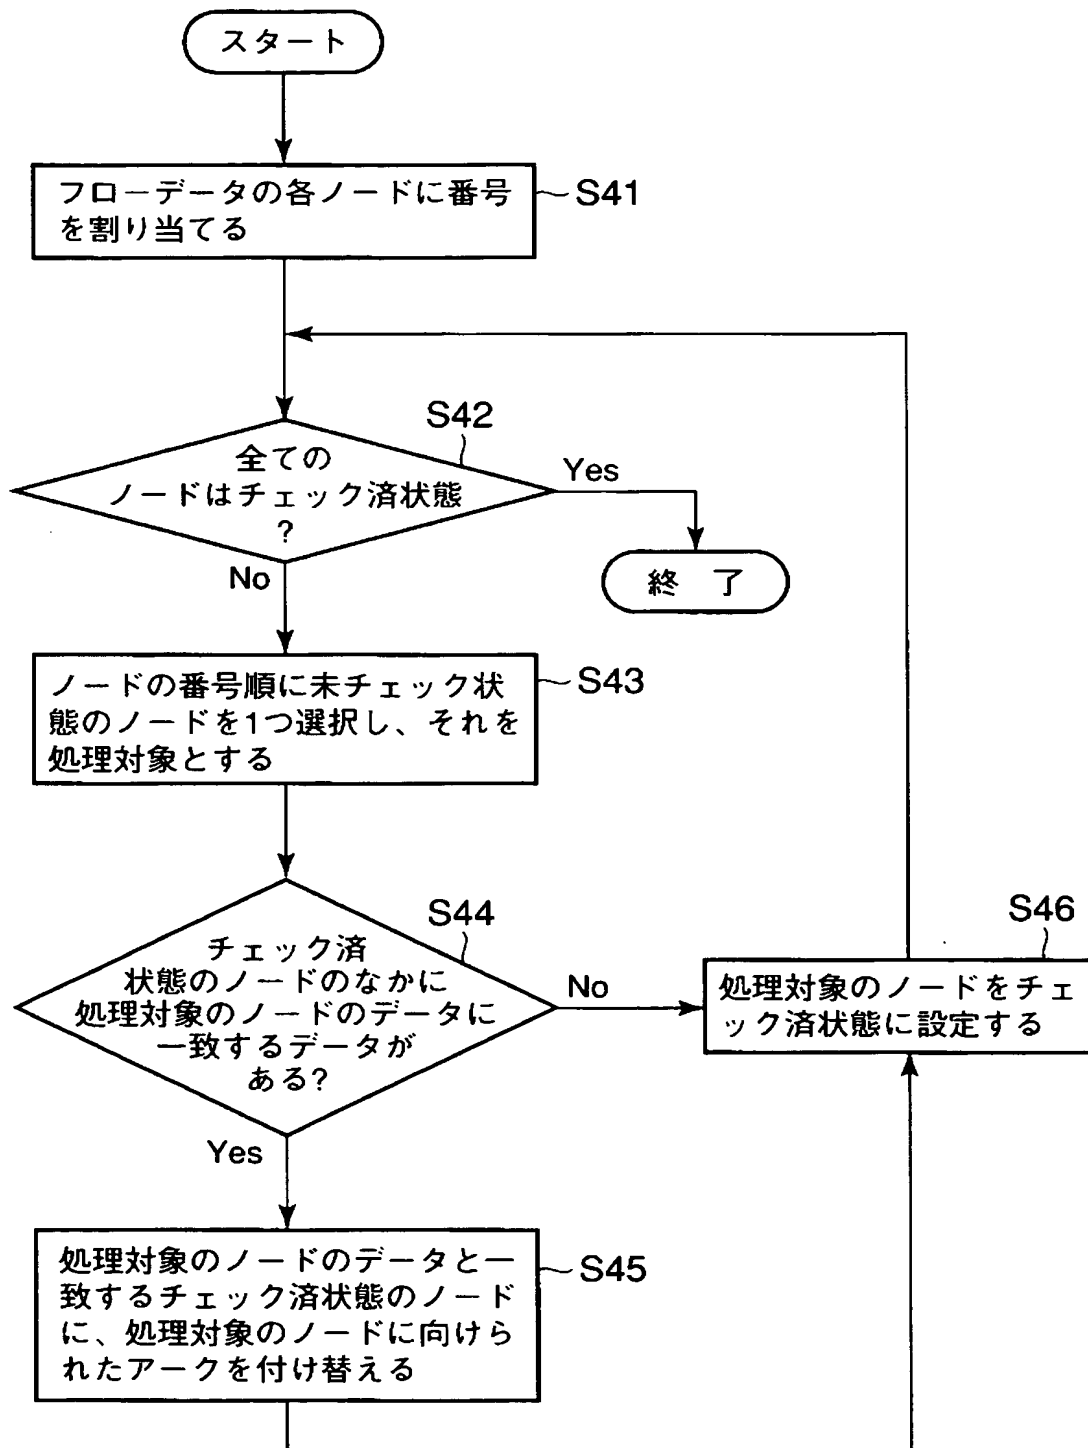 スタート
フローデータの各ノードに番号
を割り当てる
S41
S42
全ての
ノードはチェック済状態
?
Yes
No
終 了
ノードの番号順に未チェック状
態のノードを1つ選択し、それを
処理対象とする
S43
S44
チェック済
状態のノードのなかに
処理対象のノードのデータに
一致するデータが
ある?
No
Yes
S46
処理対象のノードをチェ
ック済状態に設定する
処理対象のノードのデータと一
致するチェック済状態のノード
に、処理対象のノードに向けら
れたアークを付け替える
S45